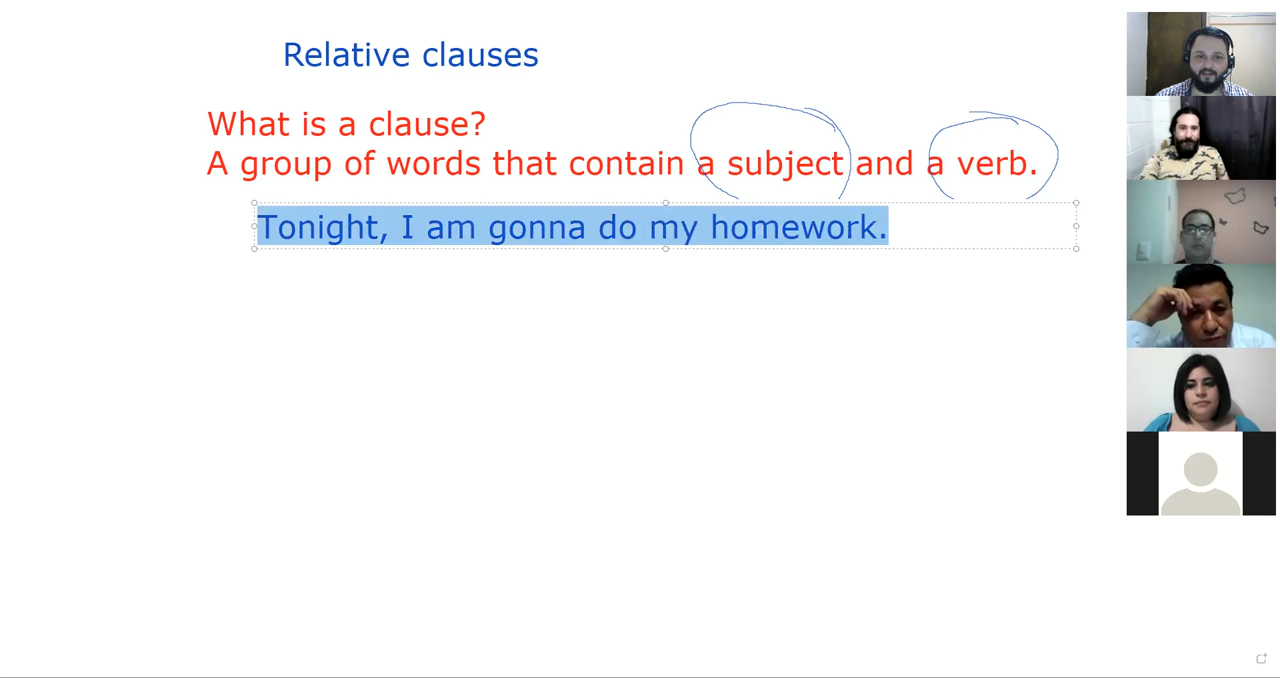 Relative clauses
What is a clause?
A group of words that contain a subject and a verb.
Tonight, I am gonna do my homework.